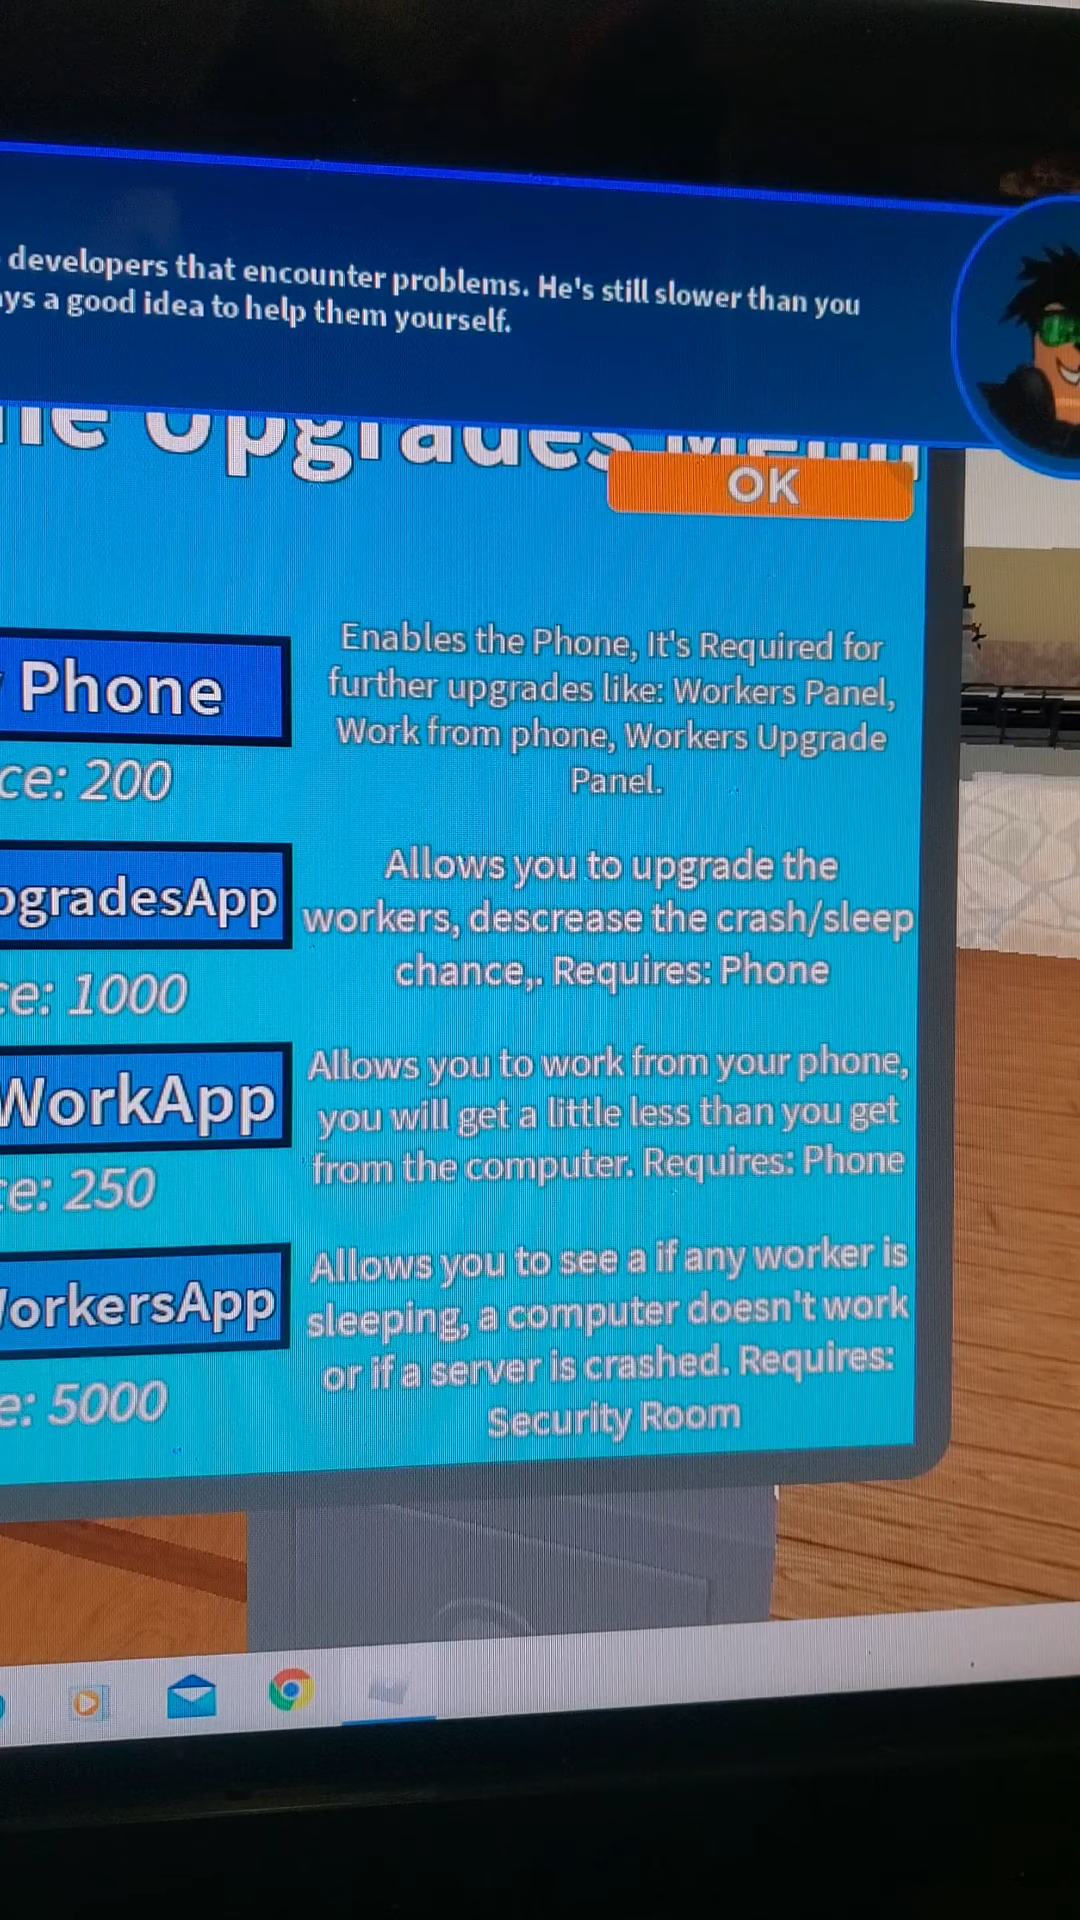 developers that encounter problems. He's still slower than you
a good idea to help them yourself.
Upgrades Menu
OK
Phone
Enables the Phone, It's Required for
further upgrades like: Workers Panel,
Work from phone, Workers Upgrade
Panel.
ce: 200
pgradesApp
Allows you to upgrade the
workers, descrease the crash/sleep
chance,. Requires: Phone
ce: 1000
WorkApp
Allows you to work from your phone,
you will get a little less than you get
from the computer. Requires: Phone
ce: 250
orkersApp
Allows you to see a if any worker is
sleeping, a computer doesn't work
or if a server is crashed. Requires:
Security Room
e: 5000